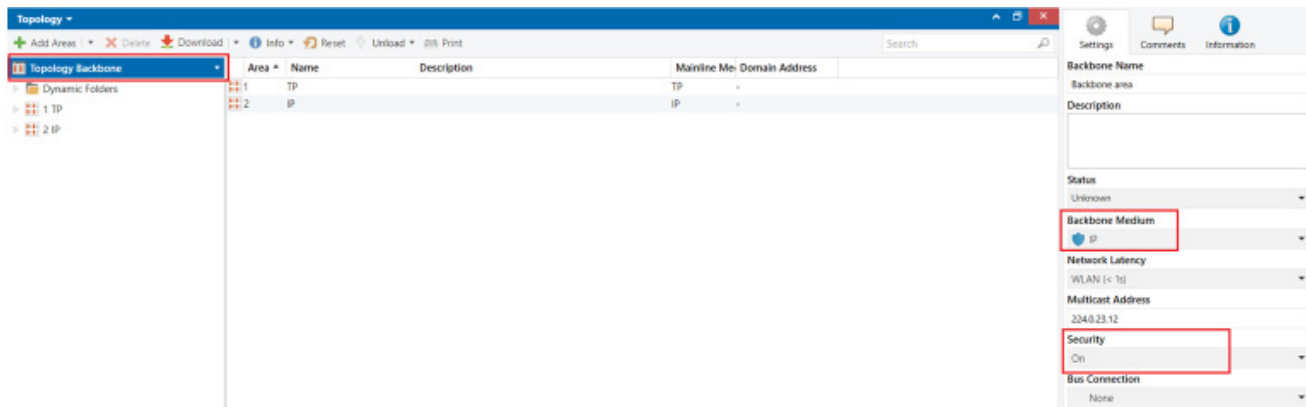 Topology
Add Areas Delete Download Info Reset Unload Print Search
Topology Backbone
Dynamic Folders
1 TP
2 IP
Area Name Description Mainline Me Domain Address
1 TP TP -
2 IP IP -
Settings Comments Information
Backbone Name
Backbone area
Description
Status
Unknown
Backbone Medium
IP
Network Latency
WLAN (< 1s)
Multicast Address
224.0.23.12
Security
On
Bus Connection
None